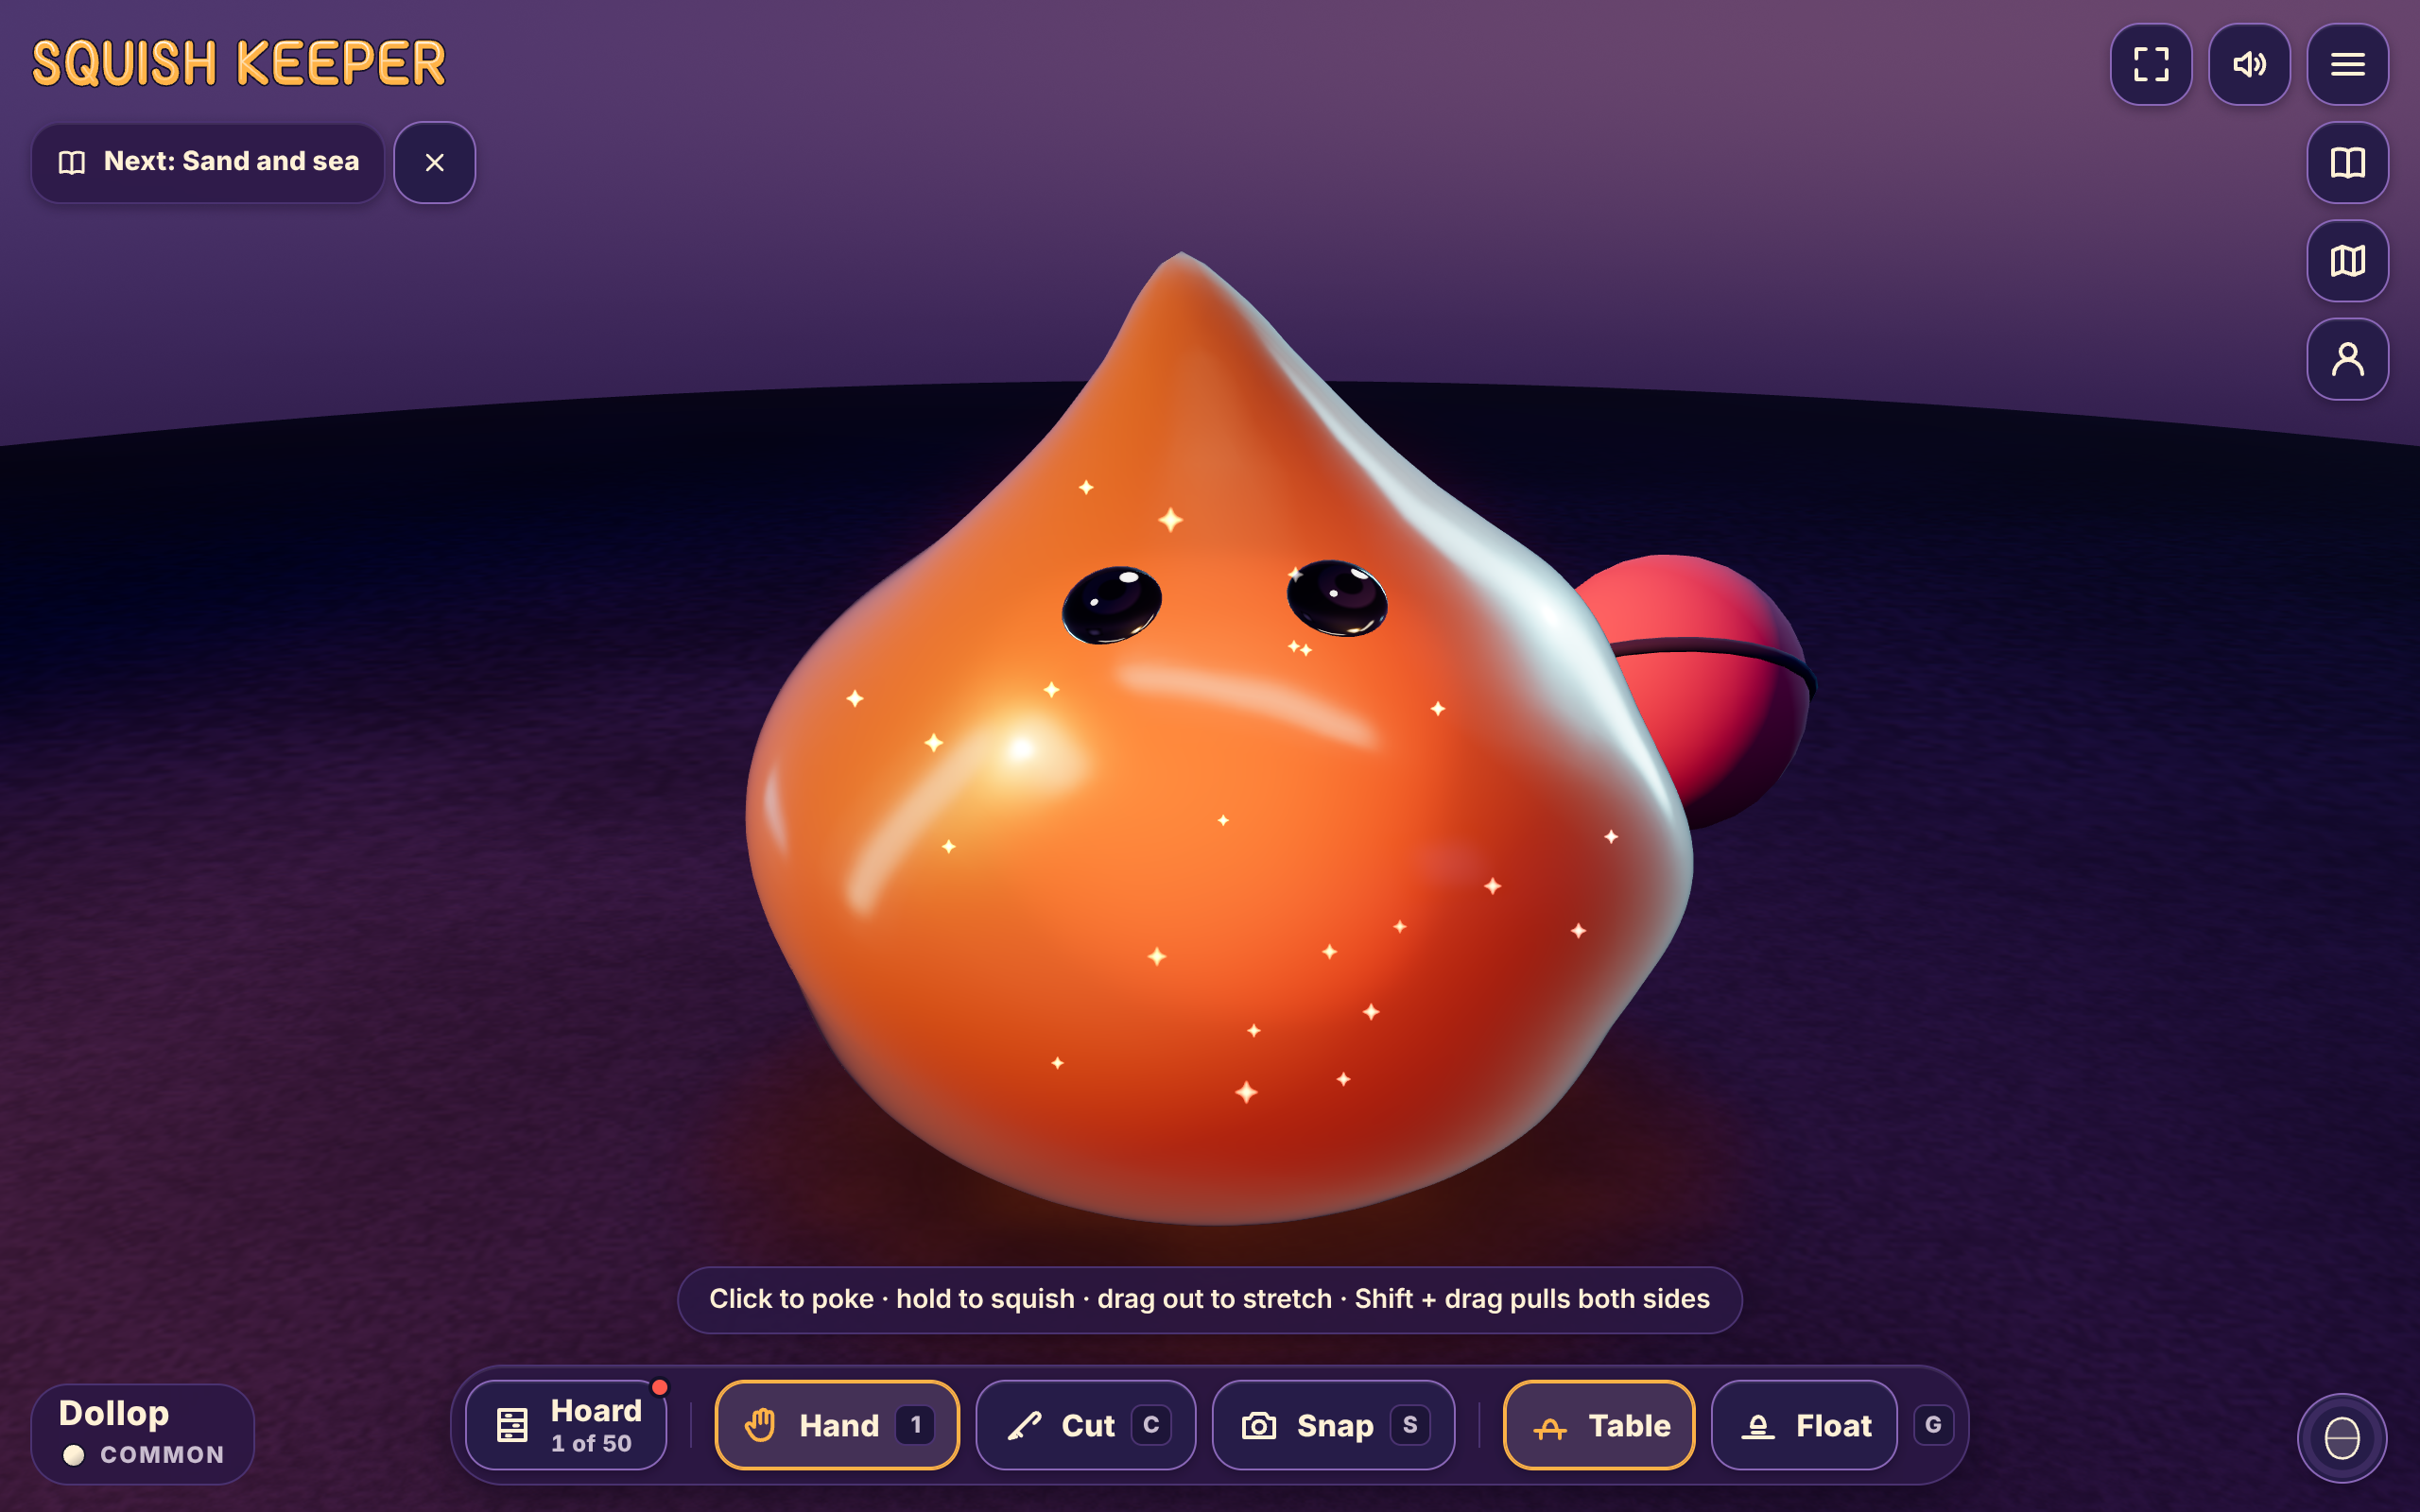 SQUISH KEEPER
Next: Sand and sea
Click to poke · hold to squish · drag out to stretch · Shift + drag pulls both sides
Dollop
COMMON
Hoard
1 of 50
Hand 1
Cut C
Snap S
Table
Float G